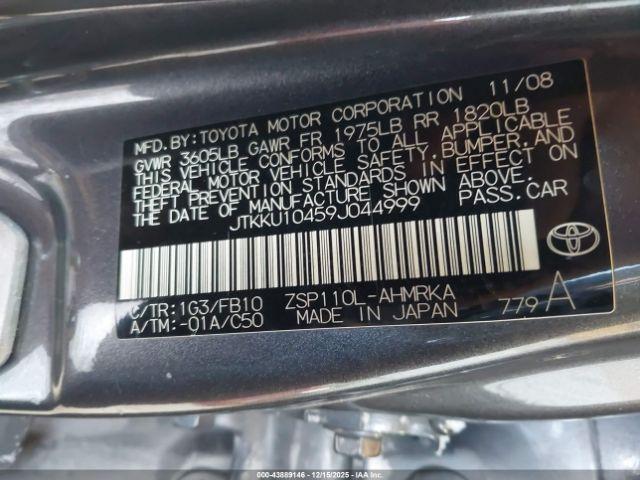 MFD.BY:TOYOTA MOTOR CORPORATION 11/08
GVWR 3605LB GAWR FR 1975LB RR 1820LB
THIS VEHICLE CONFORMS TO ALL APPLICABLE
FEDERAL MOTOR VEHICLE SAFETY,BUMPER,AND
THEFT PREVENTION STANDARDS IN EFFECT ON
THE DATE OF MANUFACTURE SHOWN ABOVE.
JTKKU10459J044999 PASS.CAR
C/TR:1G3/FB10 ZSP110L-AHMRKA
A/TM:-01A/C50 MADE IN JAPAN 779 A
000-43889146 12/15/2025 IAAI.COM